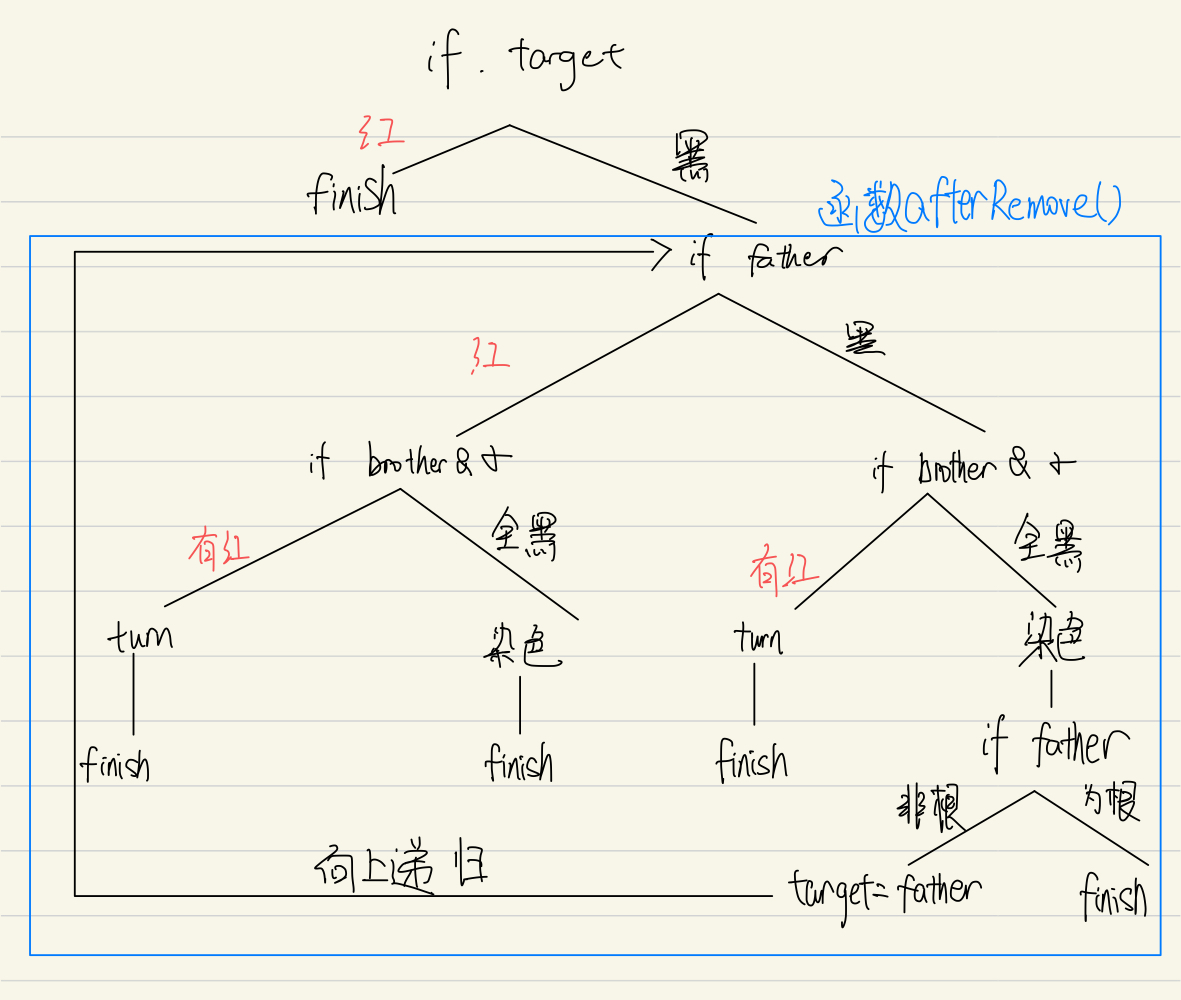 if . target
红
黑
finish
函数afterRemove()
if father
红
黑
if brother & 子
if brother & 子
有红
全黑
有红
全黑
turn
染色
turn
染色
finish
finish
finish
if father
非根
为根
向上递归
target = father
finish